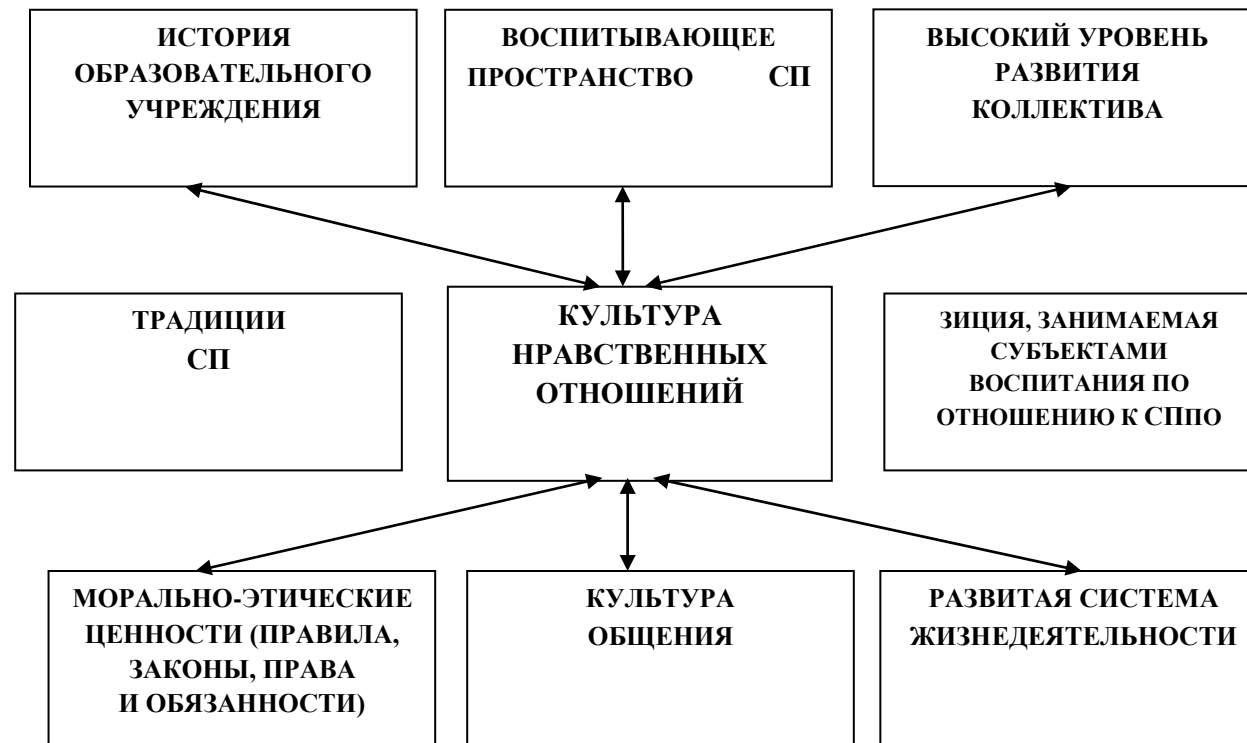 ИСТОРИЯ
ОБРАЗОВАТЕЛЬНОГО
УЧРЕЖДЕНИЯ
ВОСПИТЫВАЮЩЕЕ
ПРОСТРАНСТВО СП
ВЫСОКИЙ УРОВЕНЬ
РАЗВИТИЯ
КОЛЛЕКТИВА
ТРАДИЦИИ
СП
КУЛЬТУРА
НРАВСТВЕННЫХ
ОТНОШЕНИЙ
ЗИЦИЯ, ЗАНИМАЕМАЯ
СУБЪЕКТАМИ
ВОСПИТАНИЯ ПО
ОТНОШЕНИЮ К СППО
МОРАЛЬНО-ЭТИЧЕСКИЕ
ЦЕННОСТИ (ПРАВИЛА,
ЗАКОНЫ, ПРАВА
И ОБЯЗАННОСТИ)
КУЛЬТУРА
ОБЩЕНИЯ
РАЗВИТАЯ СИСТЕМА
ЖИЗНЕДЕЯТЕЛЬНОСТИ